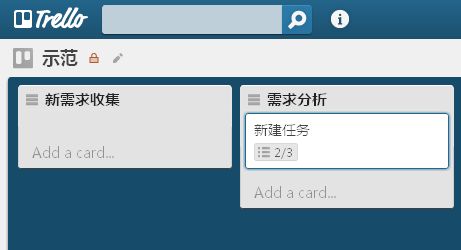 Trello
示范
新需求收集
Add a card...
需求分析
新建任务
2/3
Add a card...